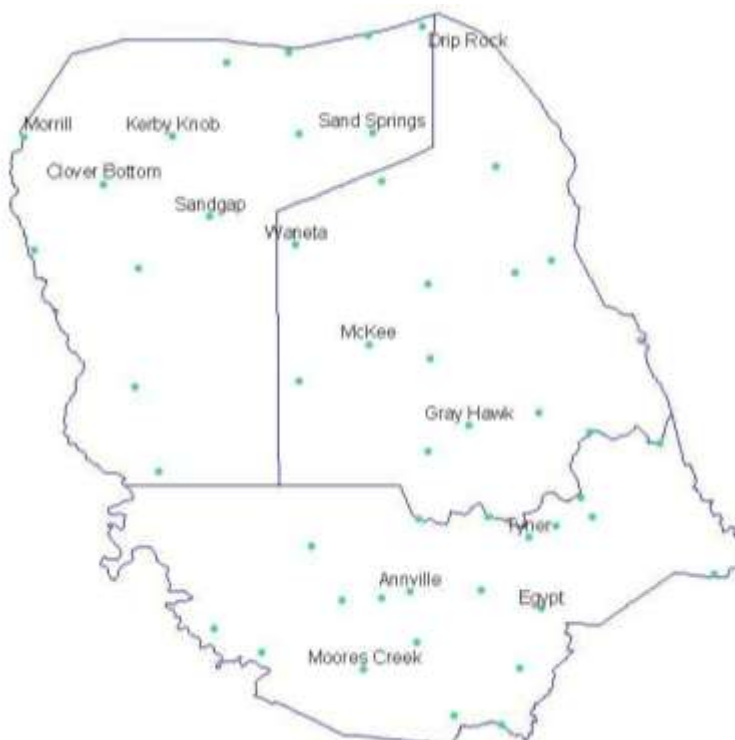 Drip Rock
Morrill
Kerby Knob
Sand Springs
Clover Bottom
Sandgap
Waneta
McKee
Gray Hawk
Tyner
Annville
Egypt
Moores Creek